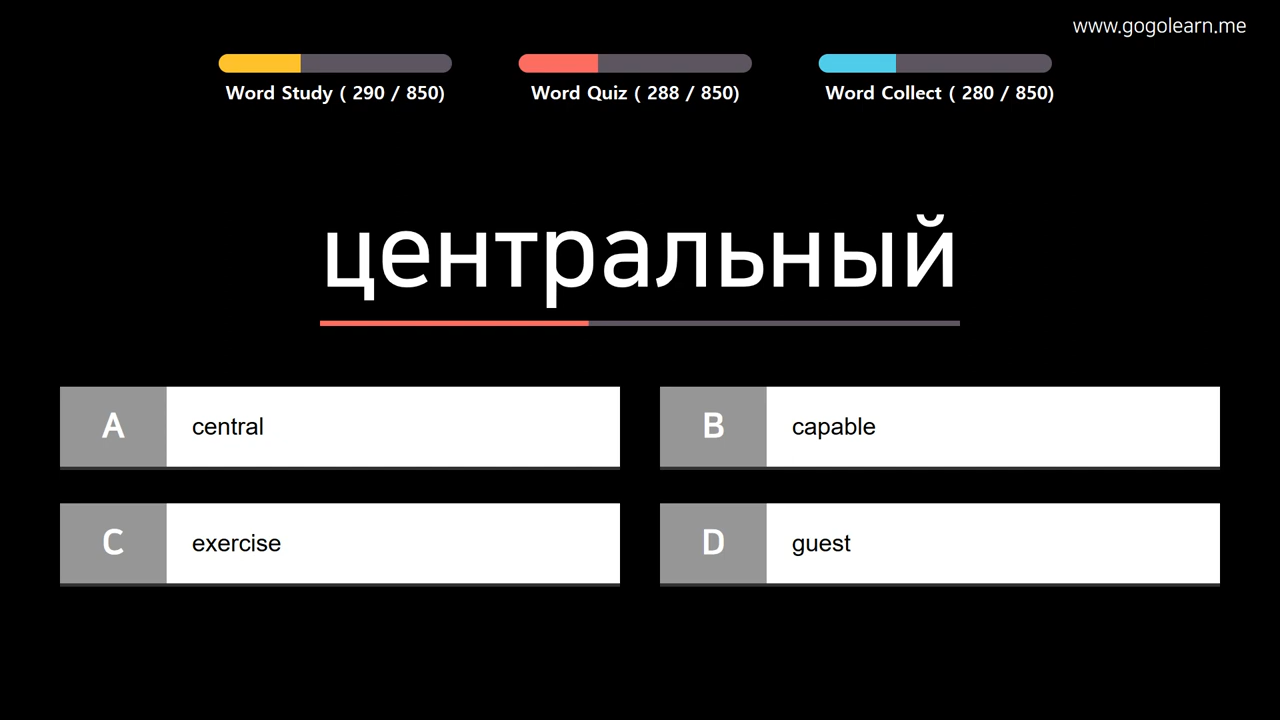 www.gogolearn.me
Word Study ( 290 / 850)
Word Quiz ( 288 / 850)
Word Collect ( 280 / 850)
центральный
A central
B capable
C exercise
D guest